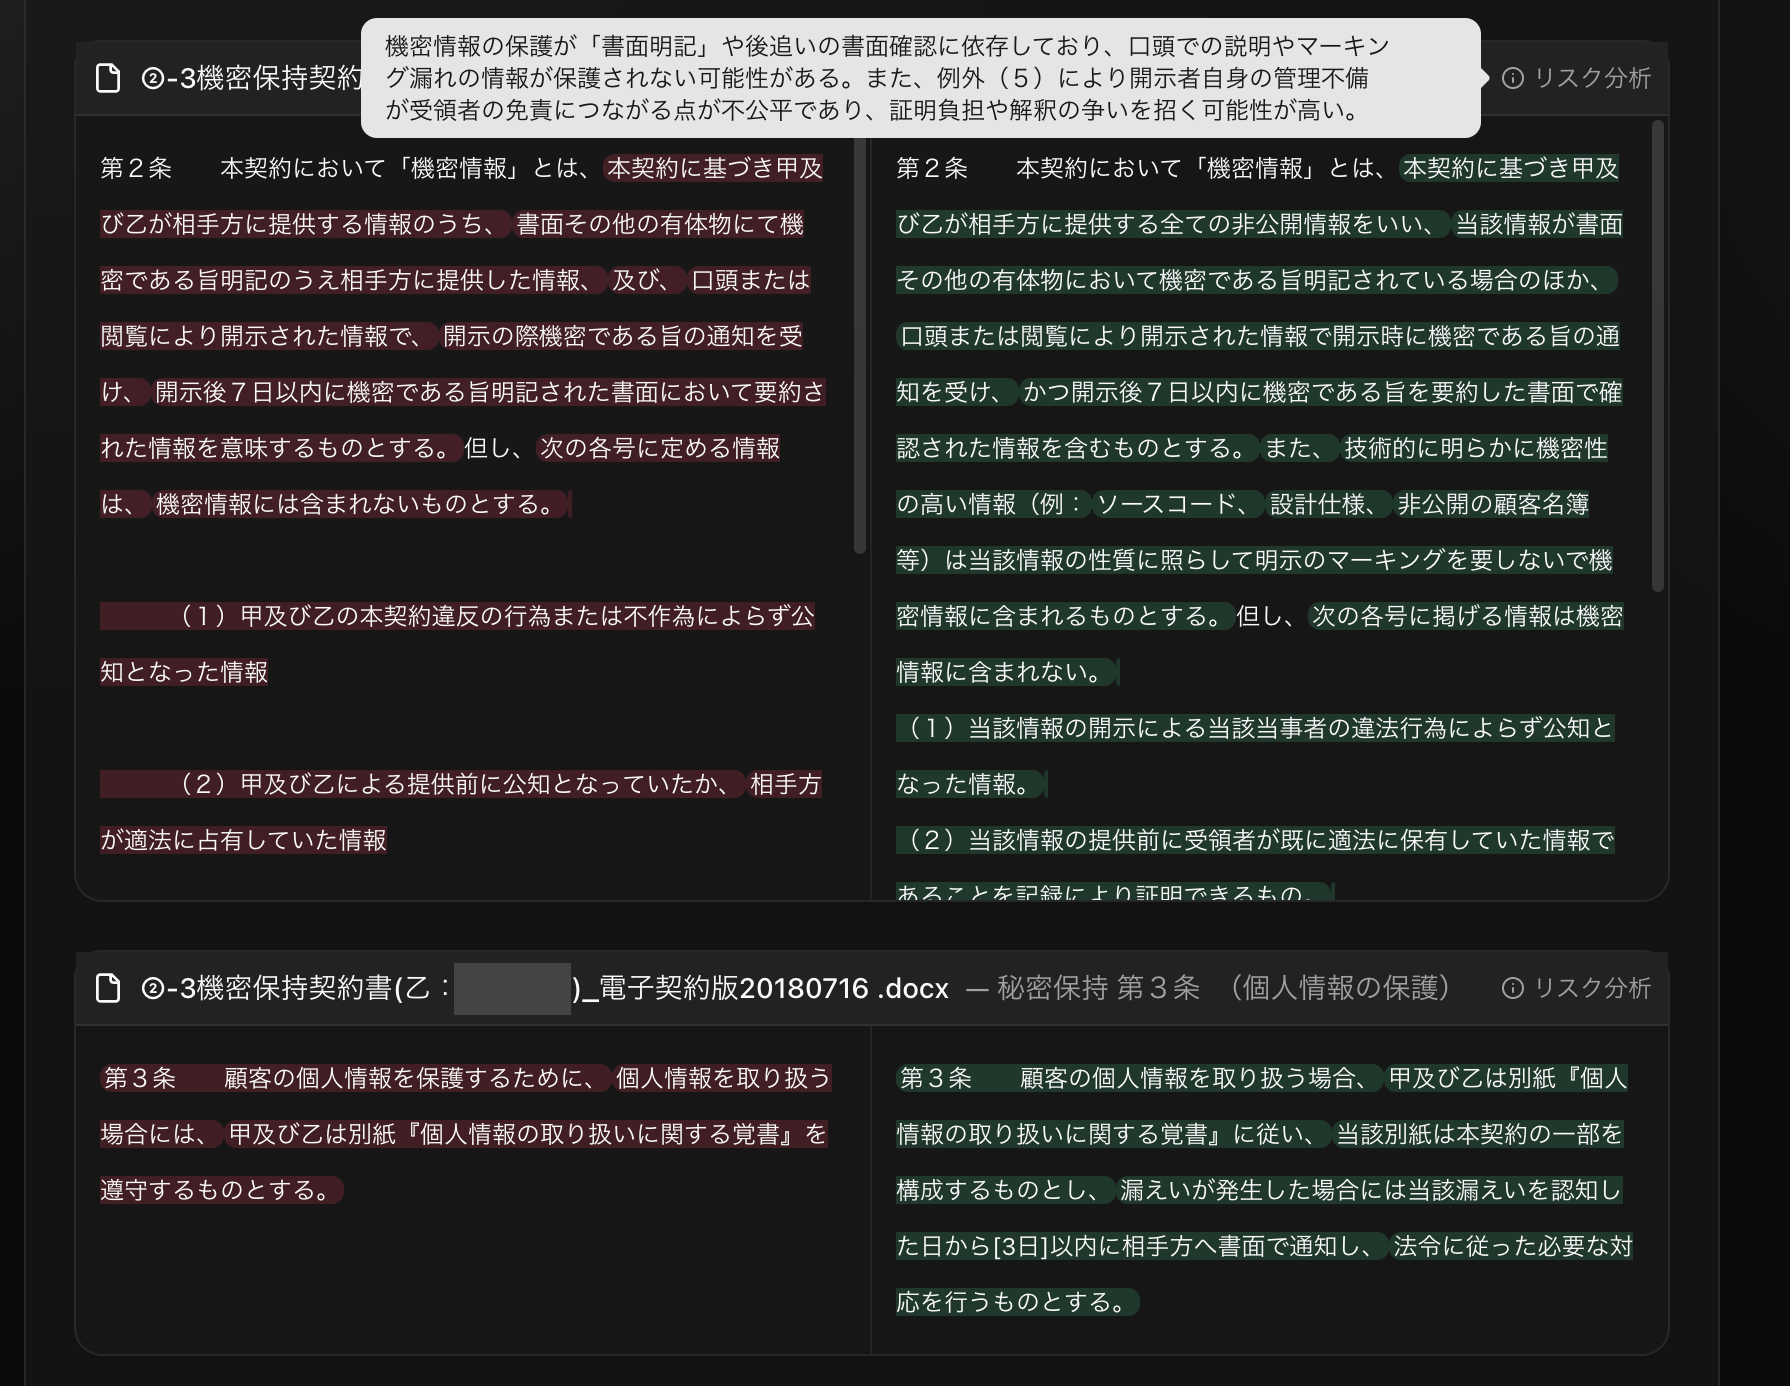 機密情報の保護が「書面明記」や後追いの書面確認に依存しており、口頭での説明やマーキン
グ漏れの情報が保護されない可能性がある。また、例外（５）により開示者自身の管理不備
が受領者の免責につながる点が不公平であり、証明負担や解釈の争いを招く可能性が高い。
②-3機密保持契約
リスク分析
第２条　　本契約において「機密情報」とは、本契約に基づき甲及
び乙が相手方に提供する情報のうち、書面その他の有体物にて機
密である旨明記のうえ相手方に提供した情報、及び、口頭または
閲覧により開示された情報で、開示の際機密である旨の通知を受
け、開示後７日以内に機密である旨明記された書面において要約さ
れた情報を意味するものとする。但し、次の各号に定める情報
は、機密情報には含まれないものとする。
（１）甲及び乙の本契約違反の行為または不作為によらず公
知となった情報
（２）甲及び乙による提供前に公知となっていたか、相手方
が適法に占有していた情報
第２条　　本契約において「機密情報」とは、本契約に基づき甲及
び乙が相手方に提供する全ての非公開情報をいい、当該情報が書面
その他の有体物において機密である旨明記されている場合のほか、
口頭または閲覧により開示された情報で開示時に機密である旨の通
知を受け、かつ開示後７日以内に機密である旨を要約した書面で確
認された情報を含むものとする。また、技術的に明らかに機密性
の高い情報（例：ソースコード、設計仕様、非公開の顧客名簿
等）は当該情報の性質に照らして明示のマーキングを要しないで機
密情報に含まれるものとする。但し、次の各号に掲げる情報は機密
情報に含まれない。
（１）当該情報の開示による当該当事者の違法行為によらず公知と
なった情報。
（２）当該情報の提供前に受領者が既に適法に保有していた情報で
あることを記録により証明できるもの。
②-3機密保持契約書(乙：)_電子契約版20180716 .docx — 秘密保持 第３条　（個人情報の保護）
リスク分析
第３条　　顧客の個人情報を保護するために、個人情報を取り扱う
場合には、甲及び乙は別紙『個人情報の取り扱いに関する覚書』を
遵守するものとする。
第３条　　顧客の個人情報を取り扱う場合、甲及び乙は別紙『個人
情報の取り扱いに関する覚書』に従い、当該別紙は本契約の一部を
構成するものとし、漏えいが発生した場合には当該漏えいを認知し
た日から[3日]以内に相手方へ書面で通知し、法令に従った必要な対
応を行うものとする。